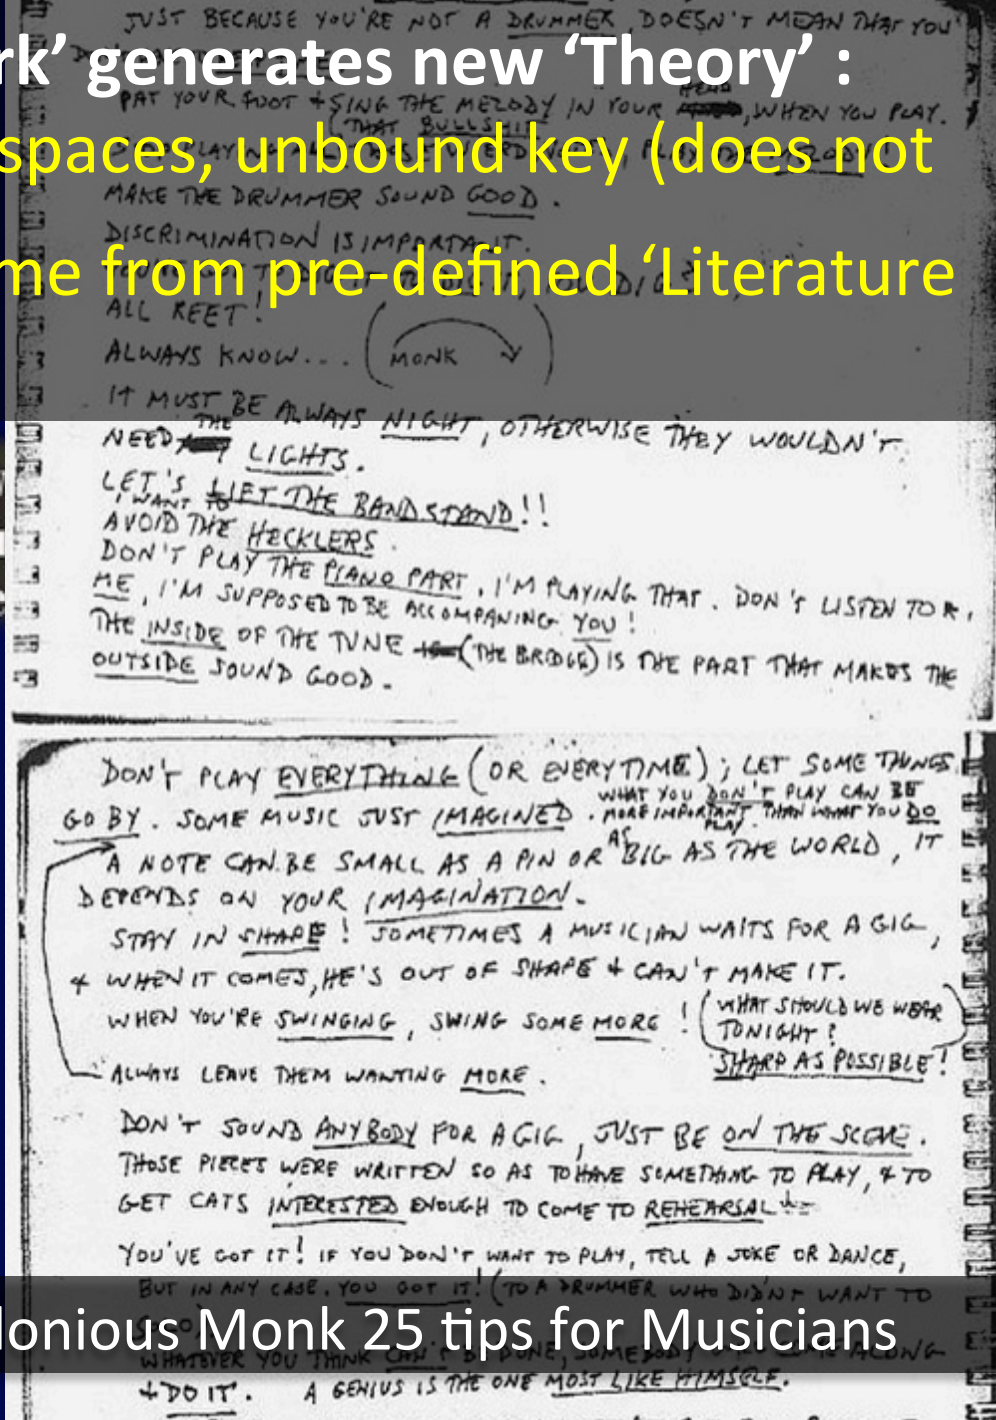 JUST BECAUSE YOU'RE NOT A DRUMMER, DOESN'T MEAN THAT YOU
rk’ generates new ‘Theory’ :
PAT YOUR FOOT + SING THE MELODY IN YOUR HEAD, WHEN YOU PLAY.
THAT BULLSHIT
spaces, unbound key (does not
MAKE THE DRUMMER SOUND GOOD.
DISCRIMINATION IS IMPORTANT.
me from pre-defined ‘Literature
ALL REET!
ALWAYS KNOW... (MONK)
IT MUST BE ALWAYS NIGHT, OTHERWISE THEY WOULDN'T
NEED THE LIGHTS.
LET'S LIFT THE BAND STAND!!
I WANT TO
AVOID THE HECKLERS.
DON'T PLAY THE PIANO PART, I'M PLAYING THAT. DON'T LISTEN TO
ME, I'M SUPPOSED TO BE ACCOMPANING YOU!
THE INSIDE OF THE TUNE (THE BRIDGE) IS THE PART THAT MAKES THE
OUTSIDE SOUND GOOD.
DON'T PLAY EVERYTHING (OR EVERY TIME); LET SOME THINGS
GO BY. SOME MUSIC JUST IMAGINED. WHAT YOU DON'T PLAY CAN BE
MORE IMPORTANT THAN WHAT YOU DO
PLAY.
A NOTE CAN BE SMALL AS A PIN OR AS BIG AS THE WORLD, IT
DEPENDS ON YOUR IMAGINATION.
STAY IN SHAPE! SOMETIMES A MUSICIAN WAITS FOR A GIG,
+ WHEN IT COMES, HE'S OUT OF SHAPE + CAN'T MAKE IT.
WHEN YOU'RE SWINGING, SWING SOME MORE!
(WHAT SHOULD WE WEAR
TONIGHT?
SHARP AS POSSIBLE!)
ALWAYS LEAVE THEM WANTING MORE.
DON'T SOUND ANYBODY FOR A GIG, JUST BE ON THE SCENE.
THOSE PIECES WERE WRITTEN SO AS TO HAVE SOMETHING TO PLAY, + TO
GET CATS INTERESTED ENOUGH TO COME TO REHEARSAL
YOU'VE GOT IT! IF YOU DON'T WANT TO PLAY, TELL A JOKE OR DANCE,
BUT IN ANY CASE, YOU GOT IT! (TO A DRUMMER WHO DIDN'T WANT TO
lonious Monk 25 tips for Musicians
WHATEVER YOU THINK CAN'T BE DONE, SOMEBODY WILL COME ALONG
+ DO IT. A GENIUS IS THE ONE MOST LIKE HIMSELF.